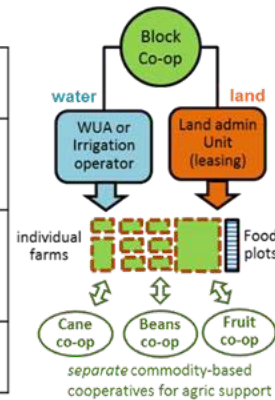 Block
Co-op
water
land
WUA or
Irrigation
operator
Land admin
Unit
(leasing)
individual
farms
Food
plots
Cane
co-op
Beans
co-op
Fruit
co-op
separate commodity-based
cooperatives for agric support